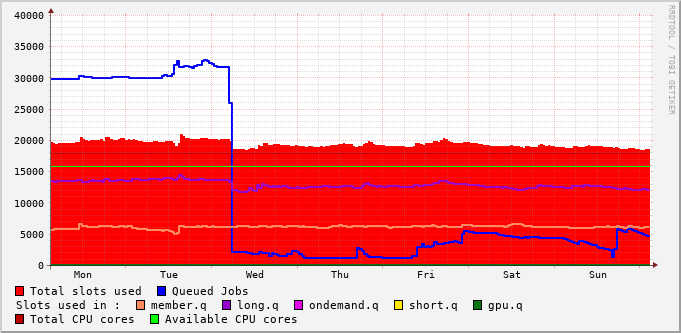 40000
35000
30000
25000
20000
15000
10000
5000
0
Mon Tue Wed Thu Fri Sat Sun
RRDTOOL / TOBI OETIKER
Total slots used Queued Jobs
Slots used in : member.q long.q ondemand.q short.q gpu.q
Total CPU cores Available CPU cores